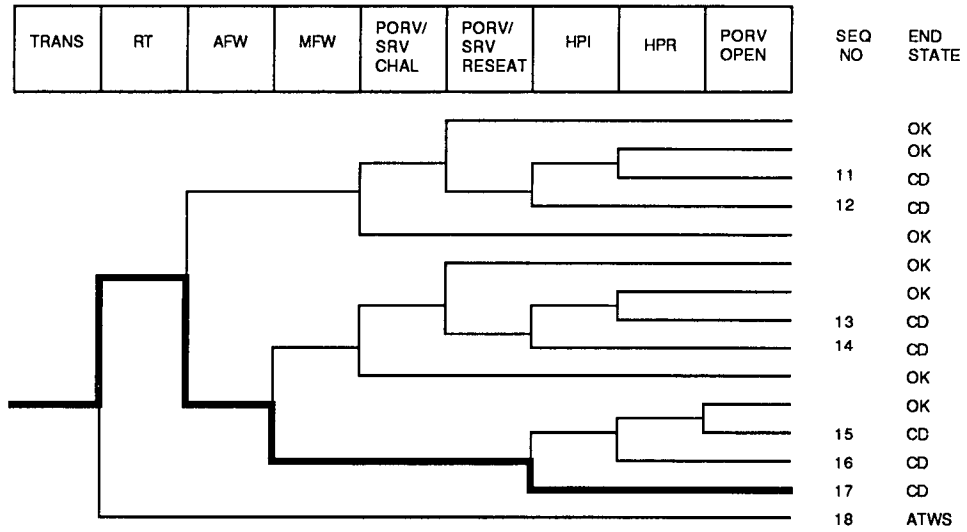 TRANS RT AFW MFW PORV/ SRV CHAL PORV/ SRV RESEAT HPI HPR PORV OPEN SEQ NO END STATE
OK
OK
11 CD
12 CD
OK
OK
OK
13 CD
14 CD
OK
OK
15 CD
16 CD
17 CD
18 ATWS